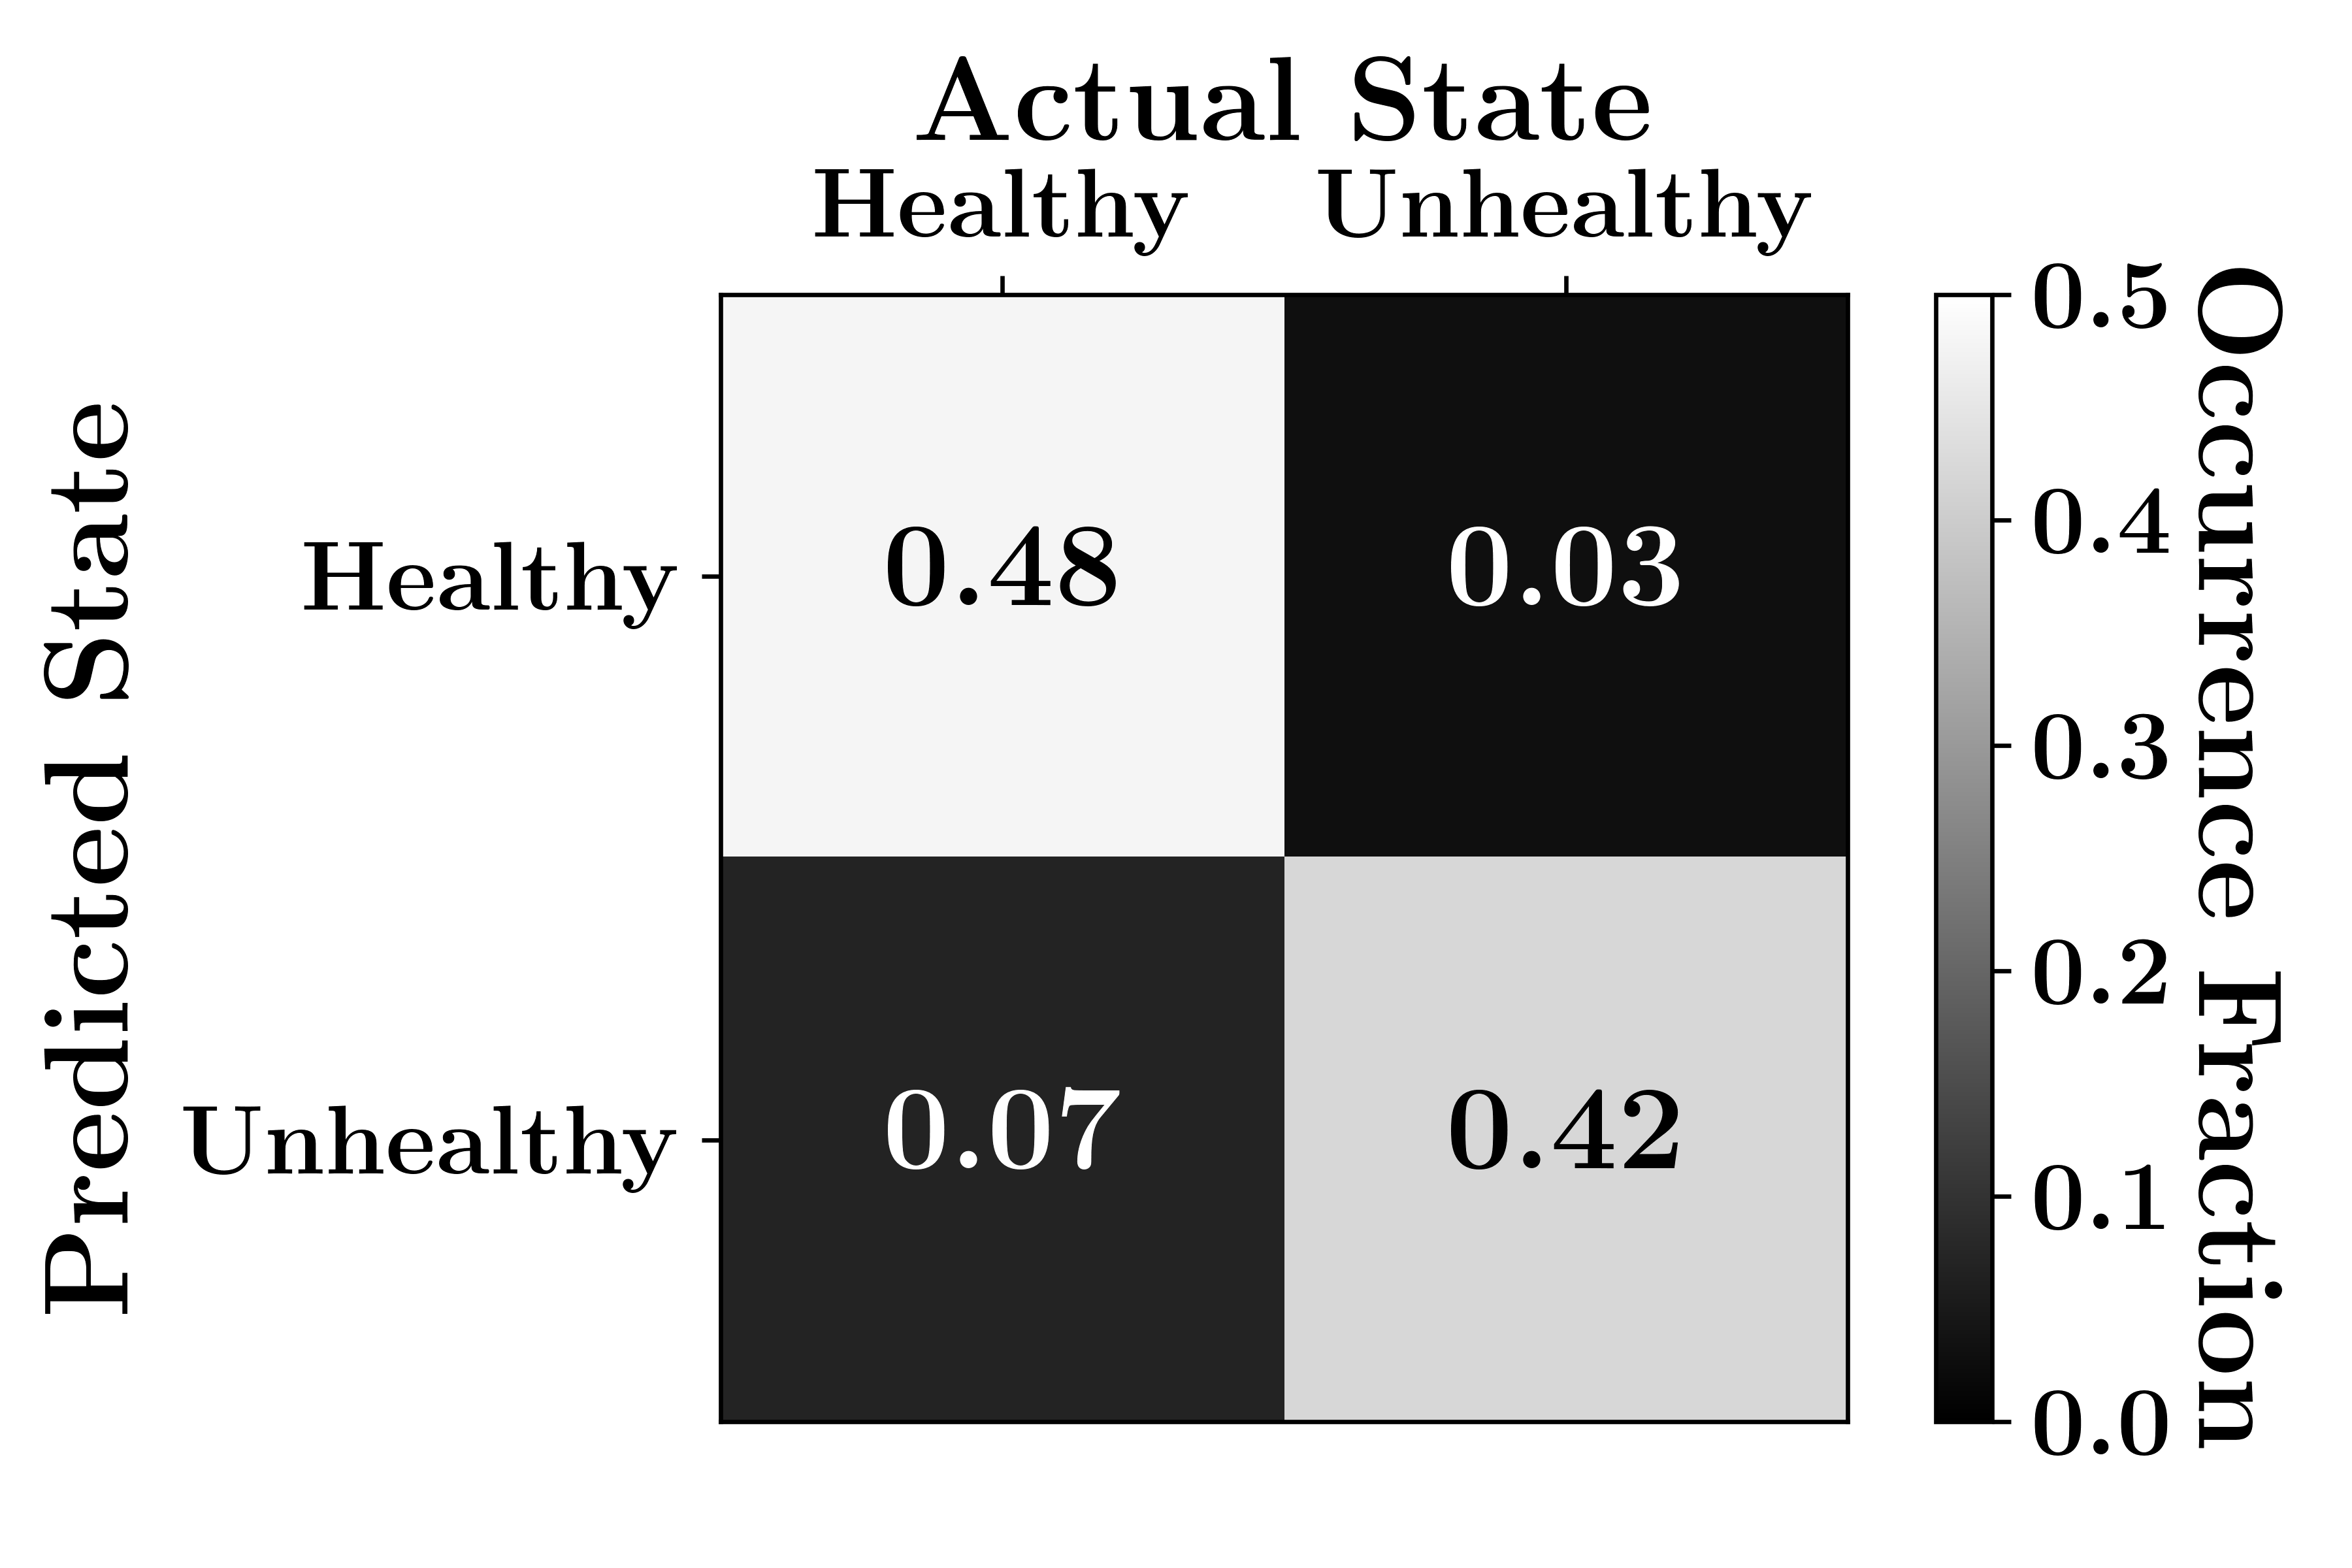 Actual State
Healthy Unhealthy
Predicted State
Healthy
Unhealthy
0.48 0.03
0.07 0.42
0.5
0.4
0.3
0.2
0.1
0.0
Occurrence Fraction